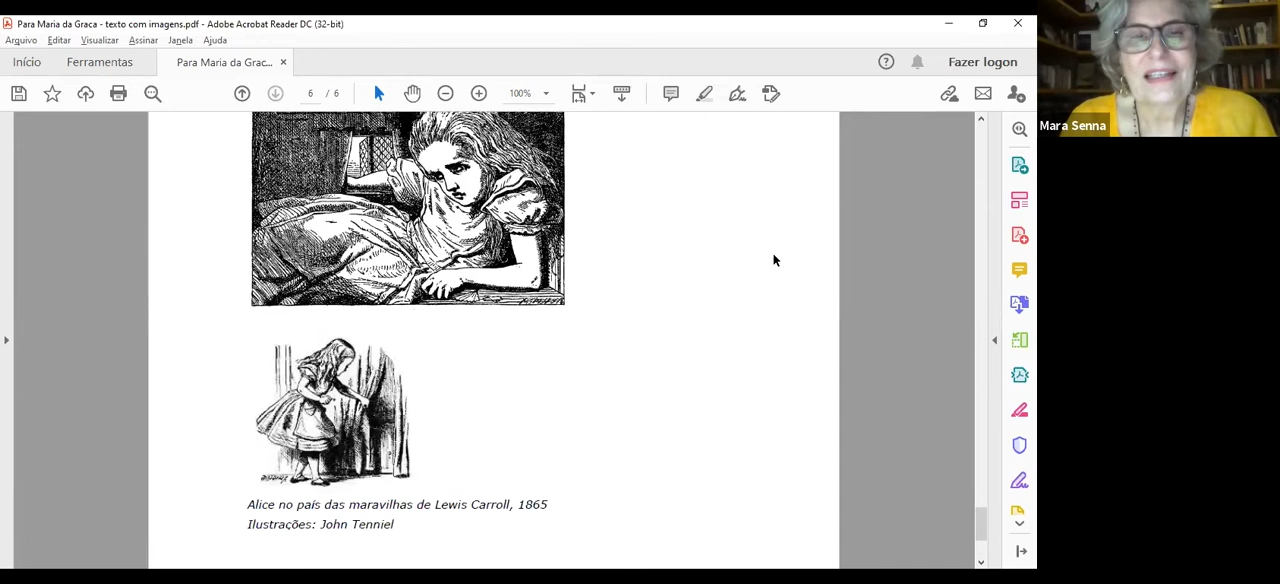 Para Maria da Graca - texto com imagens.pdf - Adobe Acrobat Reader DC (32-bit)
Arquivo Editar Visualizar Assinar Janela Ajuda
Início Ferramentas Para Maria da Grac... Fazer logon
6 / 6 100%
Mara Senna
Alice no país das maravilhas de Lewis Carroll, 1865
Ilustrações: John Tenniel